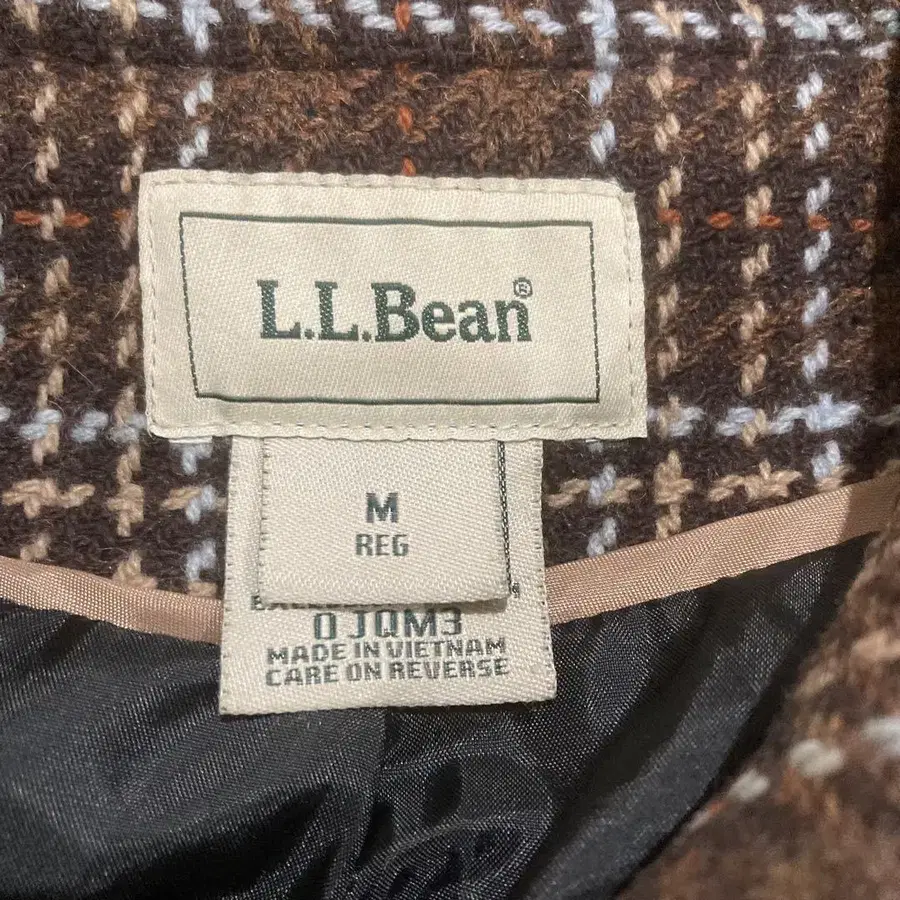 L.L.Bean®
M
REG
0 JQM3
MADE IN VIETNAM
CARE ON REVERSE